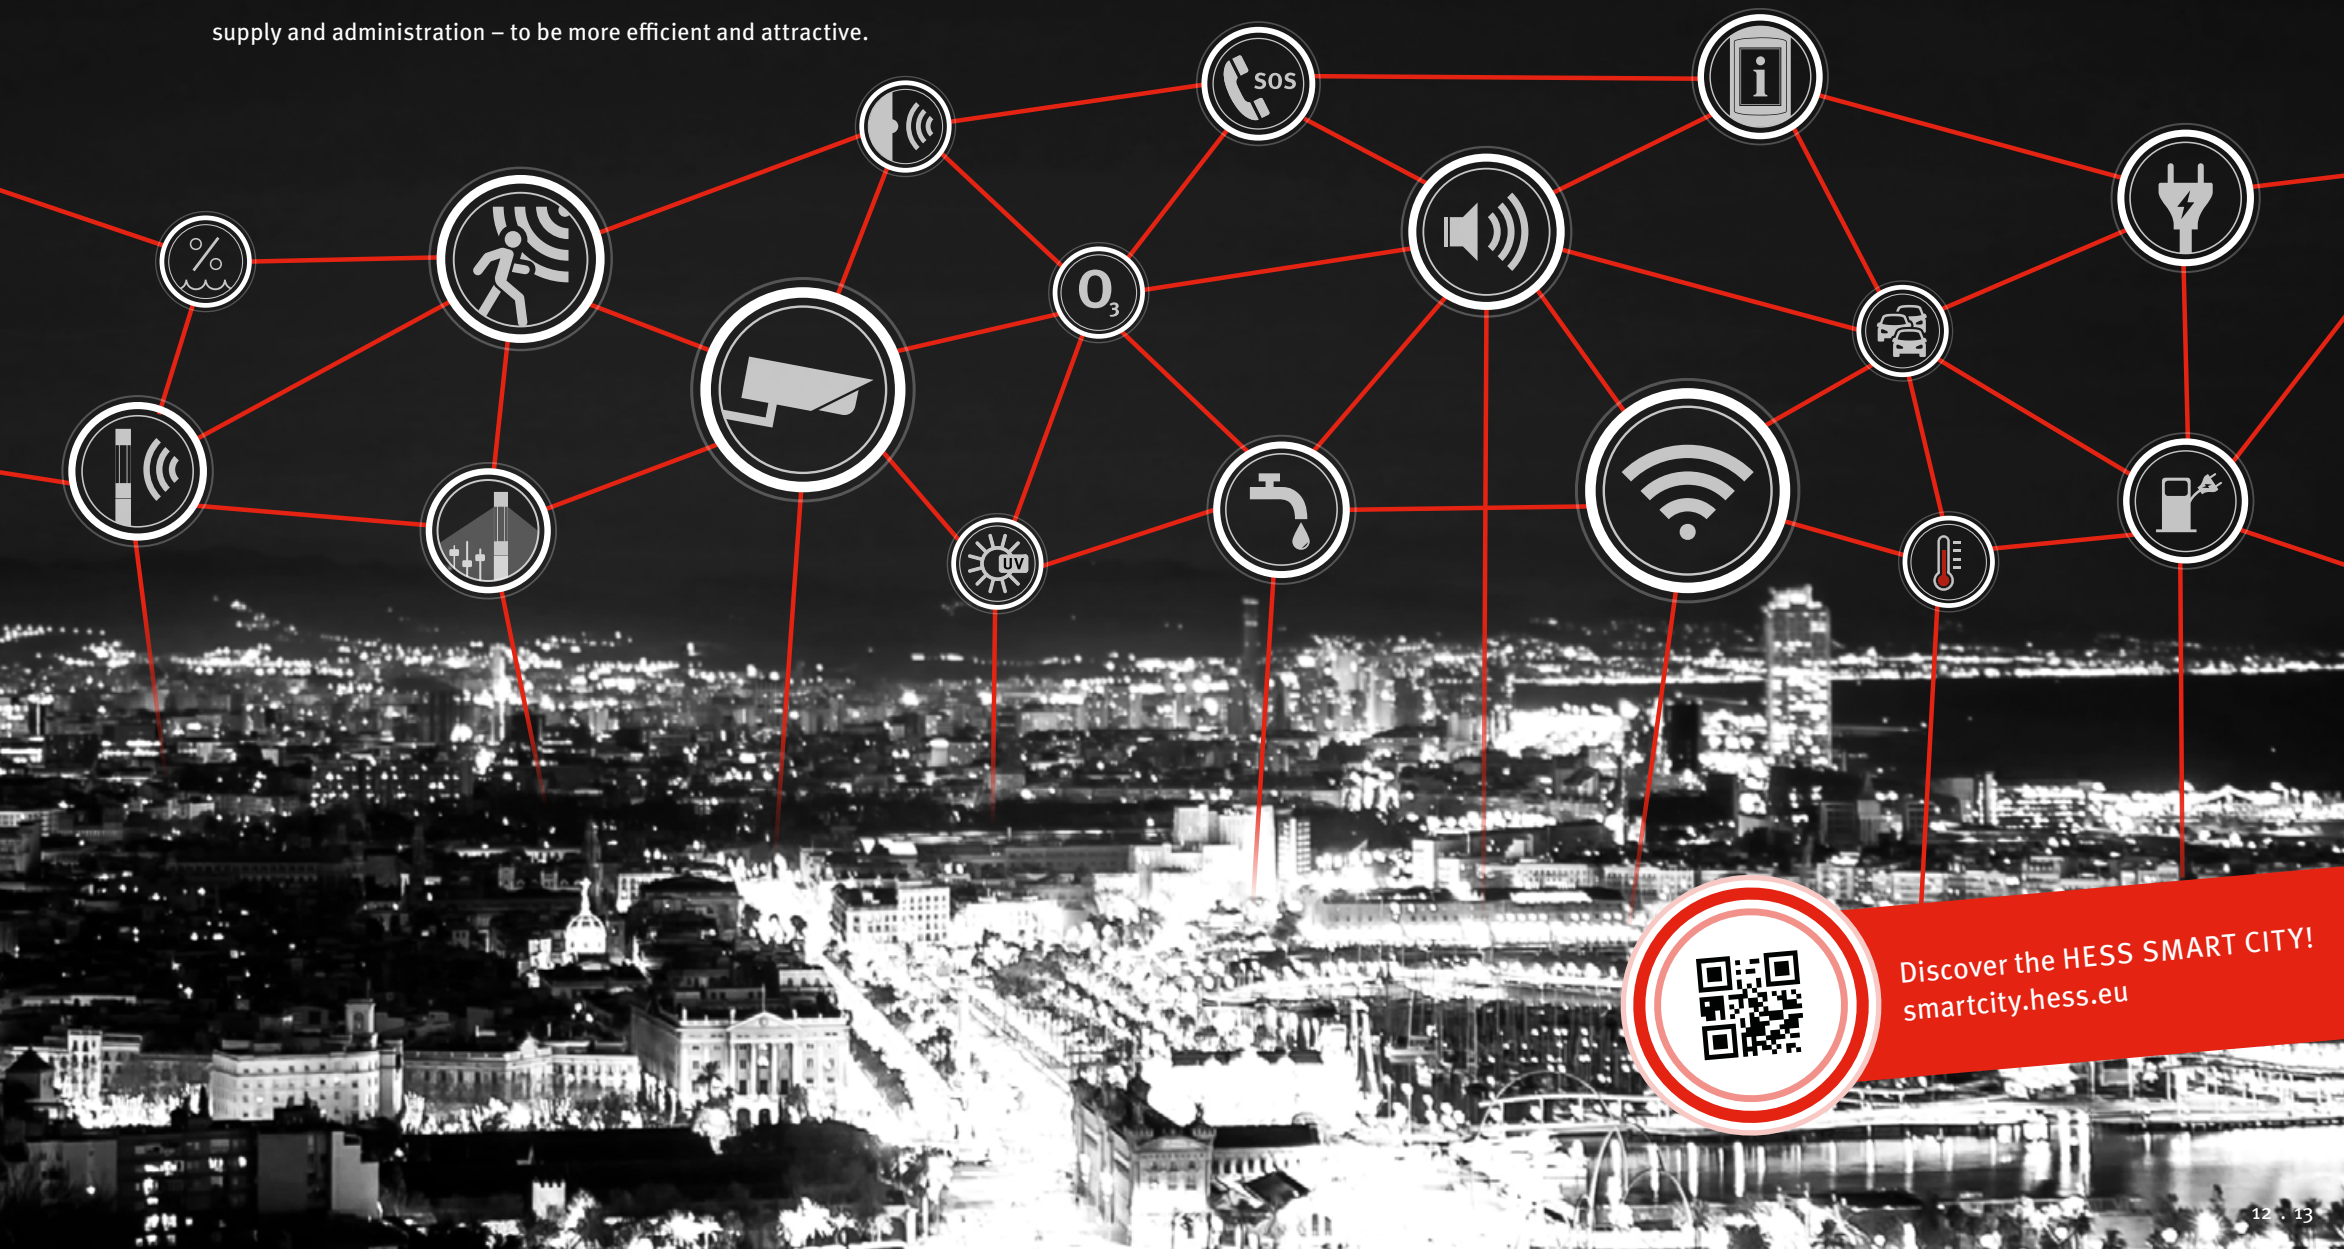 supply and administration – to be more efficient and attractive.
SOS
i
%
O₃
UV
Discover the HESS SMART CITY!
smartcity.hess.eu
12 . 13